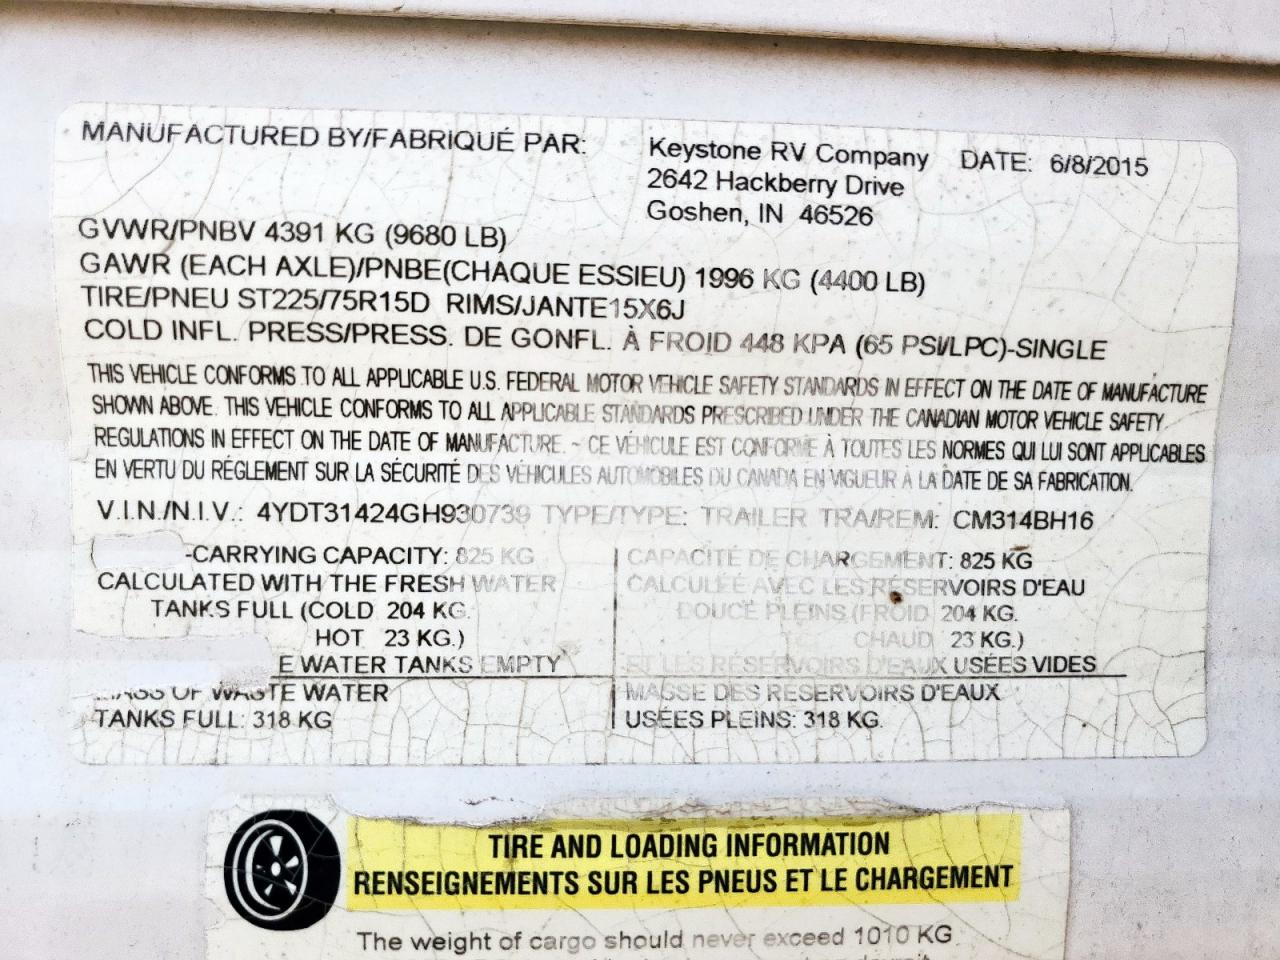 MANUFACTURED BY/FABRIQUÉ PAR: Keystone RV Company DATE: 6/8/2015
2642 Hackberry Drive
Goshen, IN 46526
GVWR/PNBV 4391 KG (9680 LB)
GAWR (EACH AXLE)/PNBE(CHAQUE ESSIEU) 1996 KG (4400 LB)
TIRE/PNEU ST225/75R15D RIMS/JANTE15X6J
COLD INFL. PRESS/PRESS. DE GONFL. À FROID 448 KPA (65 PSI/LPC)-SINGLE
THIS VEHICLE CONFORMS TO ALL APPLICABLE U.S. FEDERAL MOTOR VEHICLE SAFETY STANDARDS IN EFFECT ON THE DATE OF MANUFACTURE
SHOWN ABOVE. THIS VEHICLE CONFORMS TO ALL APPLICABLE STANDARDS PRESCRIBED UNDER THE CANADIAN MOTOR VEHICLE SAFETY
REGULATIONS IN EFFECT ON THE DATE OF MANUFACTURE. ~ CE VÉHICULE EST CONFORME À TOUTES LES NORMES QUI LUI SONT APPLICABLES
EN VERTU DU RÉGLEMENT SUR LA SÉCURITÉ DES VÉHICULES AUTOMOBILES DU CANADA EN VIGUEUR À LA DATE DE SA FABRICATION.
V.I.N./N.I.V.: 4YDT31424GH930739 TYPE/TYPE: TRAILER TRA/REM: CM314BH16
-CARRYING CAPACITY: 825 KG
CALCULATED WITH THE FRESH WATER
TANKS FULL (COLD 204 KG.
HOT 23 KG.)
E WATER TANKS EMPTY
MASS OF WASTE WATER
TANKS FULL: 318 KG
CAPACITÉ DE CHARGEMENT: 825 KG
CALCULÉE AVEC LES RÉSERVOIRS D'EAU
DOUCE PLEINS (FROID 204 KG.
CHAUD 23 KG.)
ET LES RÉSERVOIRS D'EAUX USÉES VIDES
MASSE DES RÉSERVOIRS D'EAUX
USÉES PLEINS: 318 KG.
TIRE AND LOADING INFORMATION
RENSEIGNEMENTS SUR LES PNEUS ET LE CHARGEMENT
The weight of cargo should never exceed 1010 KG